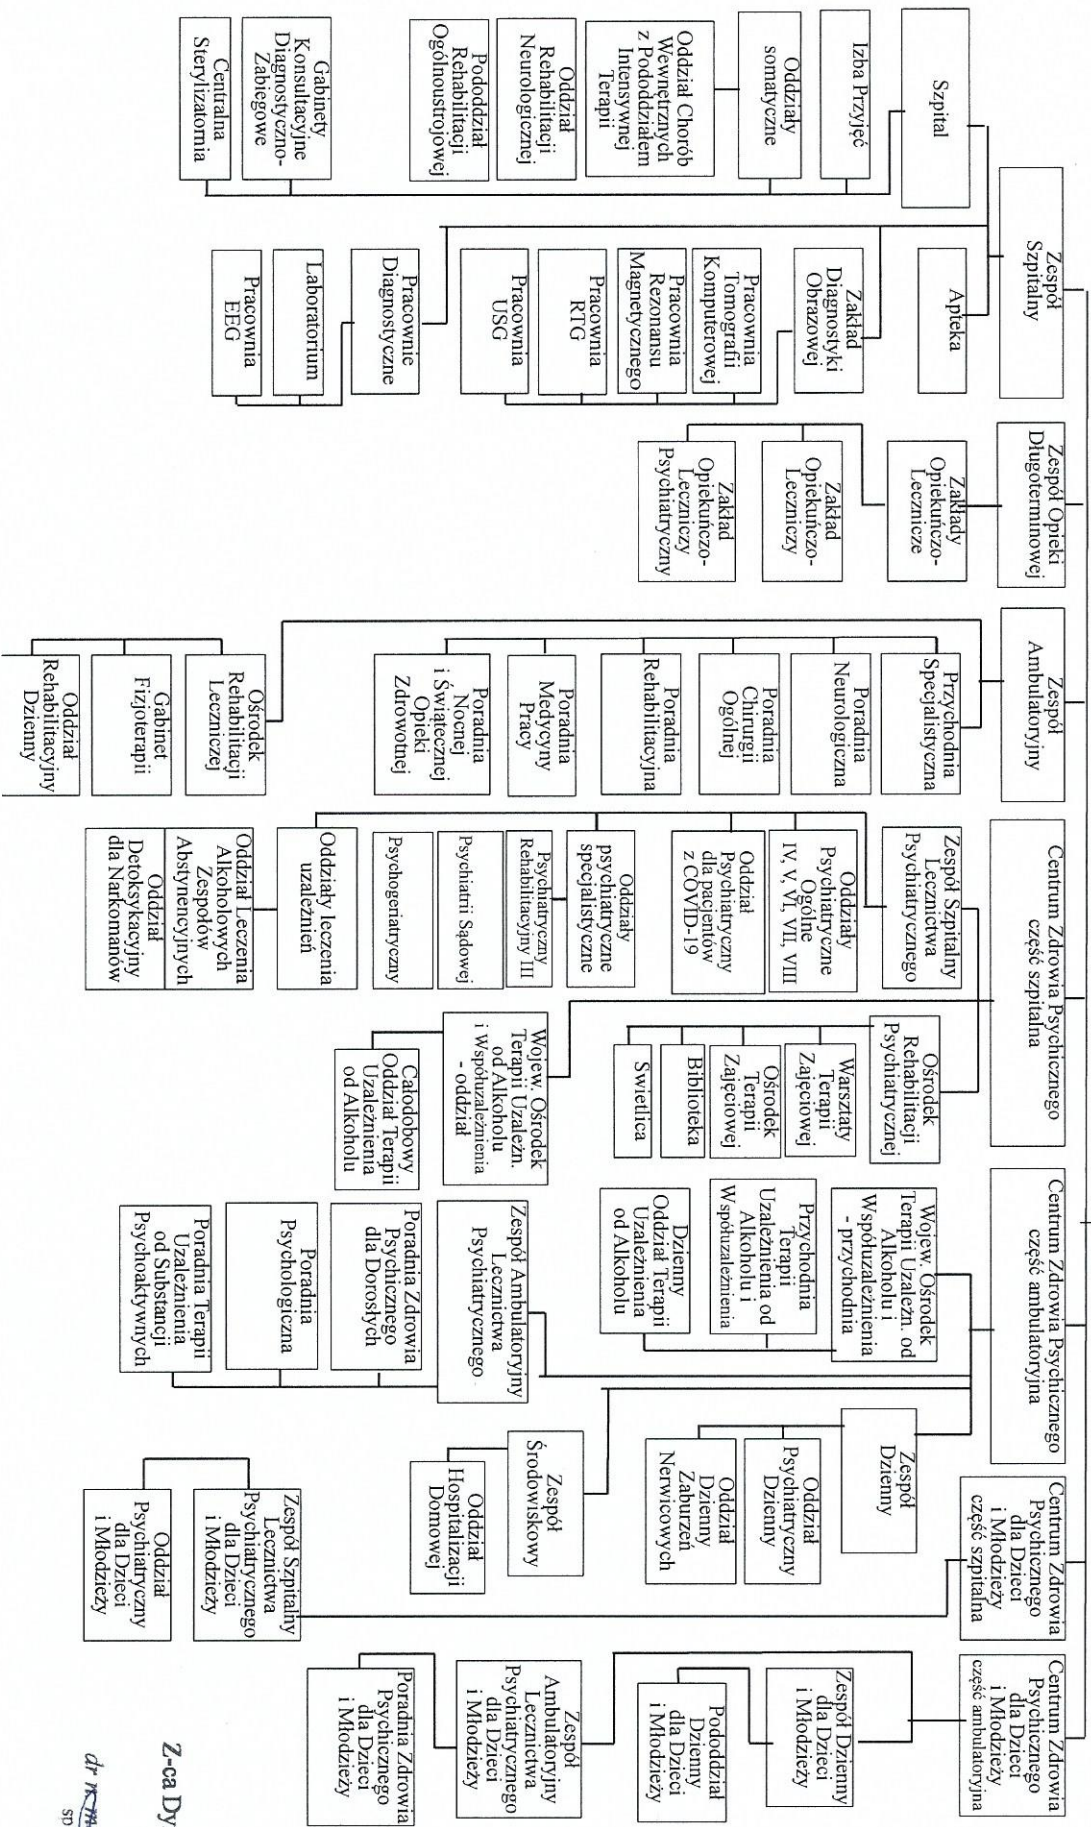 Zespół
Szpitalny
Szpital
Izba Przyjęć
Oddziały
somatyczne
Oddział Chorób
Wewnętrznych
z Pododdziałem
Intensywnej
Terapii
Oddział
Rehabilitacji
Neurologicznej
Pododdział
Rehabilitacji
Ogólnoustrojowej
Gabinety
Konsultacyjne
Diagnostyczno-
Zabiegowe
Centralna
Sterylizatornia
Apteka
Zakład
Diagnostyki
Obrazowej
Pracownia
Tomografii
Komputerowej
Pracownia
Rezonansu
Magnetycznego
Pracownia
RTG
Pracownia
USG
Pracownie
Diagnostyczne
Laboratorium
Pracownia
EEG
Zespół Opieki
Długoterminowej
Zakłady
Opiekuńczo-
Lecznicze
Zakład
Opiekuńczo-
Leczniczy
Zakład
Opiekuńczo-
Leczniczy
Psychiatryczny
Zespół
Ambulatoryjny
Przychodnia
Specjalistyczna
Poradnia
Neurologiczna
Poradnia
Chirurgii
Ogólnej
Poradnia
Rehabilitacyjna
Poradnia
Medycyny
Pracy
Poradnia
Nocnej
i Świątecznej
Opieki
Zdrowotnej
Ośrodek
Rehabilitacji
Leczniczej
Gabinet
Fizjoterapii
Oddział
Rehabilitacyjny
Dzienny
Centrum Zdrowia Psychicznego
część szpitalna
Zespół Szpitalny
Lecznictwa
Psychiatrycznego
Oddziały
Psychiatryczne
Ogólne
IV, V, VI, VII, VIII
Oddział
Psychiatryczny
dla pacjentów
z COVID-19
Oddziały
psychiatryczne
specjalistyczne
Psychiatryczny
Rehabilitacyjny III
Psychiatrii Sądowej
Psychogeriatryczny
Oddziały leczenia
uzależnień
Oddział Leczenia
Alkoholowych
Zespołów
Abstynencyjnych
Oddział
Detoksykacyjny
dla Narkomanów
Ośrodek
Rehabilitacji
Psychiatrycznej
Warsztaty
Terapii
Zajęciowej
Ośrodek
Terapii
Zajęciowej
Biblioteka
Swietlica
Wojew. Ośrodek
Terapii Uzależn.
od Alkoholu
i Współuzależnienia
- oddział
Całodobowy
Oddział Terapii
Uzależnienia
od Alkoholu
Centrum Zdrowia Psychicznego
część ambulatoryjna
Wojew. Ośrodek
Terapii Uzależn. od
Alkoholu i
Współuzależnienia
- przychodnia
Przychodnia
Terapii
Uzależnienia od
Alkoholu i
Współuzależnienia
Dzienny
Oddział Terapii
Uzależnienia
od Alkoholu
Zespół Ambulatoryjny
Lecznictwa
Psychiatrycznego
Poradnia Zdrowia
Psychicznego
dla Dorosłych
Poradnia
Psychologiczna
Poradnia Terapii
Uzależnienia
od Substancji
Psychoaktywnych
Zespół
Dzienny
Oddział
Psychiatryczny
Dzienny
Oddział
Dzienny
Zaburzeń
Nerwicowych
Zespół
Środowiskowy
Oddział
Hospitalizacji
Domowej
Centrum Zdrowia
Psychicznego
dla Dzieci
i Młodzieży
część szpitalna
Zespół Szpitalny
Lecznictwa
Psychiatrycznego
dla Dzieci
i Młodzieży
Oddział
Psychiatryczny
dla Dzieci
i Młodzieży
Centrum Zdrowia
Psychicznego
dla Dzieci
i Młodzieży
część ambulatoryjna
Zespół Dzienny
dla Dzieci
i Młodzieży
Pododdział
Dzienny
dla Dzieci
i Młodzieży
Zespół
Ambulatoryjny
Lecznictwa
Psychiatrycznego
dla Dzieci
i Młodzieży
Poradnia Zdrowia
Psychicznego
dla Dzieci
i Młodzieży
Z-ca Dy
dr n.